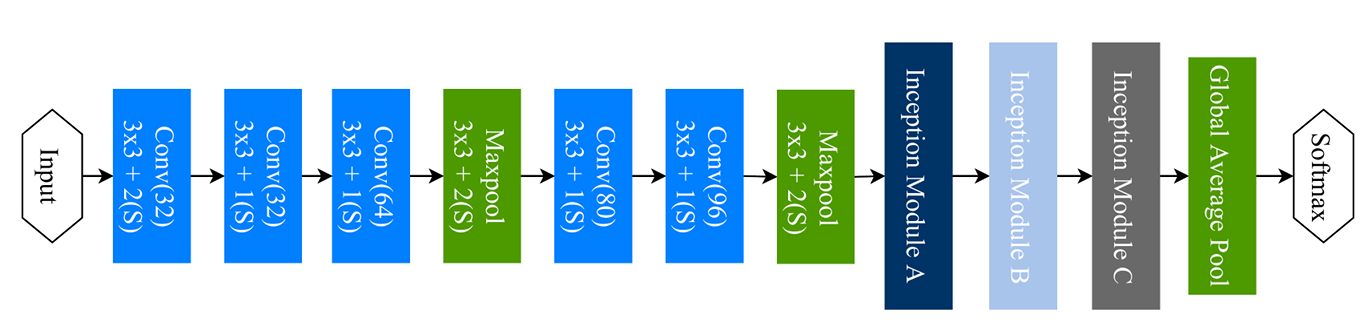 Input
Conv(32)
3x3 + 2(S)
Conv(32)
3x3 + 1(S)
Conv(64)
3x3 + 1(S)
Maxpool
3x3 + 2(S)
Conv(80)
3x3 + 1(S)
Conv(96)
3x3 + 1(S)
Maxpool
3x3 + 2(S)
Inception Module A
Inception Module B
Inception Module C
Global Average Pool
Softmax